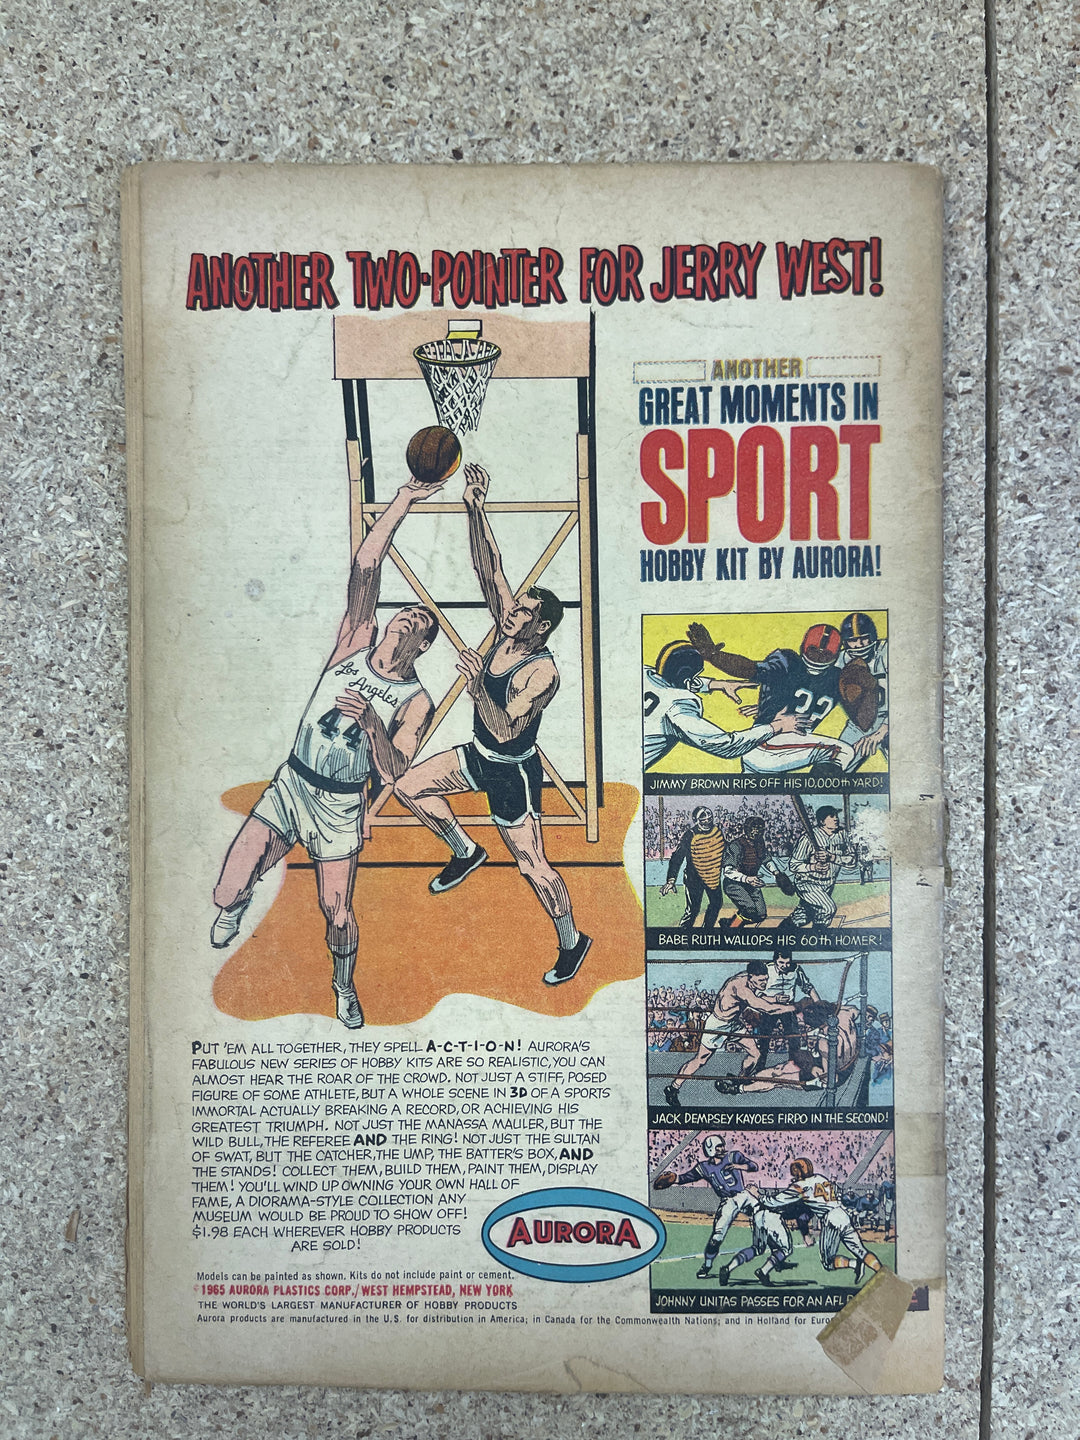 ANOTHER TWO-POINTER FOR JERRY WEST!
ANOTHER
GREAT MOMENTS IN
SPORT
HOBBY KIT BY AURORA!
Los
Angeles
44
32
JIMMY BROWN RIPS OFF HIS 10,000th YARD!
BABE RUTH WALLOPS HIS 60th HOMER!
JACK DEMPSEY KAYOES FIRPO IN THE SECOND!
JOHNNY UNITAS PASSES FOR AN AFL
PUT 'EM ALL TOGETHER, THEY SPELL A-C-T-I-O-N! AURORA'S
FABULOUS NEW SERIES OF HOBBY KITS ARE SO REALISTIC, YOU CAN
ALMOST HEAR THE ROAR OF THE CROWD. NOT JUST A STIFF, POSED
FIGURE OF SOME ATHLETE, BUT A WHOLE SCENE IN 3D OF A SPORTS
IMMORTAL ACTUALLY BREAKING A RECORD, OR ACHIEVING HIS
GREATEST TRIUMPH. NOT JUST THE MANASSA MAULER, BUT THE
WILD BULL, THE REFEREE AND THE RING! NOT JUST THE SULTAN
OF SWAT, BUT THE CATCHER, THE UMP, THE BATTER'S BOX, AND
THE STANDS! COLLECT THEM, BUILD THEM, PAINT THEM, DISPLAY
THEM! YOU'LL WIND UP OWNING YOUR OWN HALL OF
FAME, A DIORAMA-STYLE COLLECTION ANY
MUSEUM WOULD BE PROUD TO SHOW OFF!
$1.98 EACH WHEREVER HOBBY PRODUCTS
ARE SOLD!
AURORA
Models can be painted as shown. Kits do not include paint or cement.
©1965 AURORA PLASTICS CORP./WEST HEMPSTEAD, NEW YORK
THE WORLD'S LARGEST MANUFACTURER OF HOBBY PRODUCTS
Aurora products are manufactured in the U.S. for distribution in America; in Canada for the Commonwealth Nations; and in Holland for